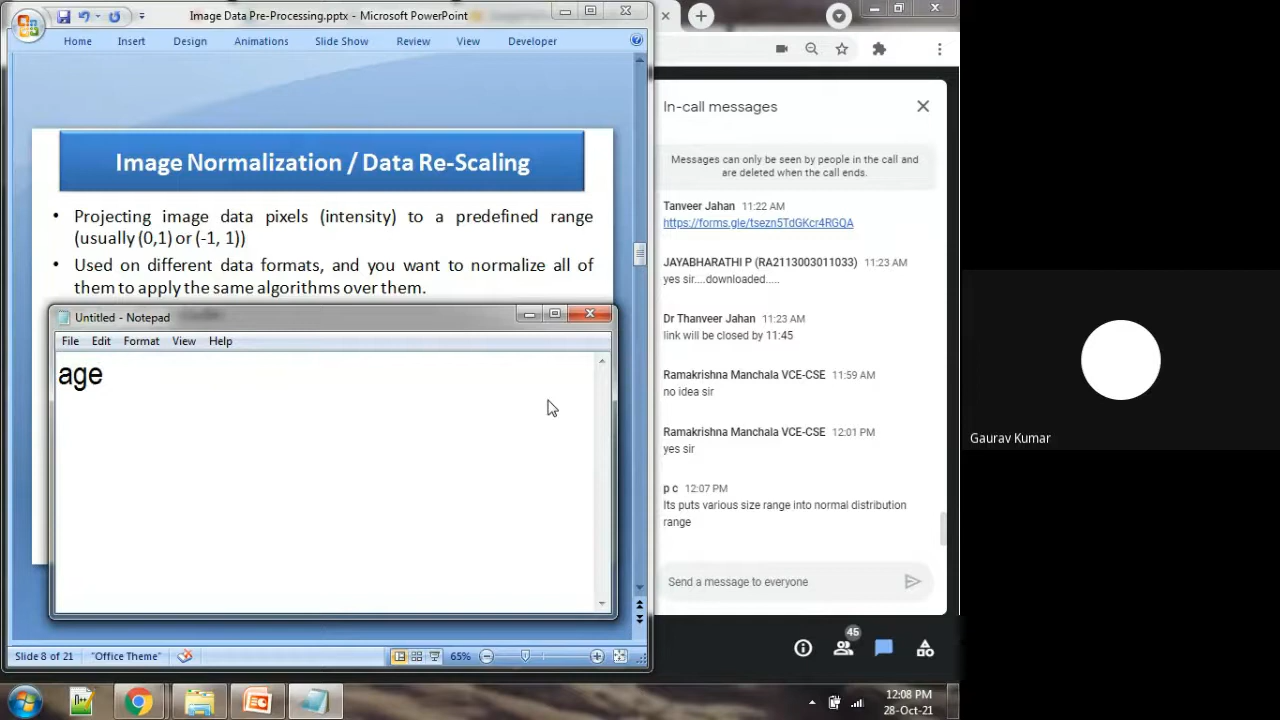 Image Data Pre-Processing.pptx - Microsoft PowerPoint
Home Insert Design Animations Slide Show Review View Developer
Image Normalization / Data Re-Scaling
• Projecting image data pixels (intensity) to a predefined range
(usually (0,1) or (-1, 1))
• Used on different data formats, and you want to normalize all of
them to apply the same algorithms over them.
Untitled - Notepad
File Edit Format View Help
age
Slide 8 of 21 "Office Theme" 65%
In-call messages
Messages can only be seen by people in the call and
are deleted when the call ends.
Tanveer Jahan 11:22 AM
https://forms.gle/tsezn5TdGKcr4RGQA
JAYABHARATHI P (RA2113003011033) 11:23 AM
yes sir....downloaded.....
Dr Thanveer Jahan 11:23 AM
link will be closed by 11:45
Ramakrishna Manchala VCE-CSE 11:59 AM
no idea sir
Ramakrishna Manchala VCE-CSE 12:01 PM
yes sir
p c 12:07 PM
Its puts various size range into normal distribution
range
Send a message to everyone
45
Gaurav Kumar
12:08 PM
28-Oct-21